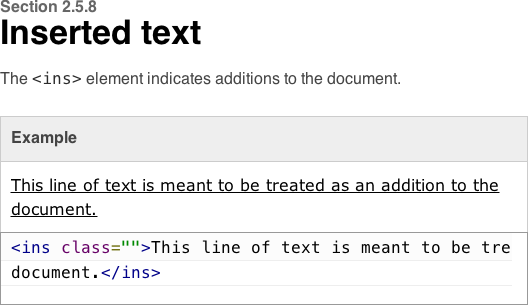 Section 2.5.8
Inserted text
The <ins> element indicates additions to the document.
Example
This line of text is meant to be treated as an addition to the
document.
<ins class="">This line of text is meant to be tre
document.</ins>